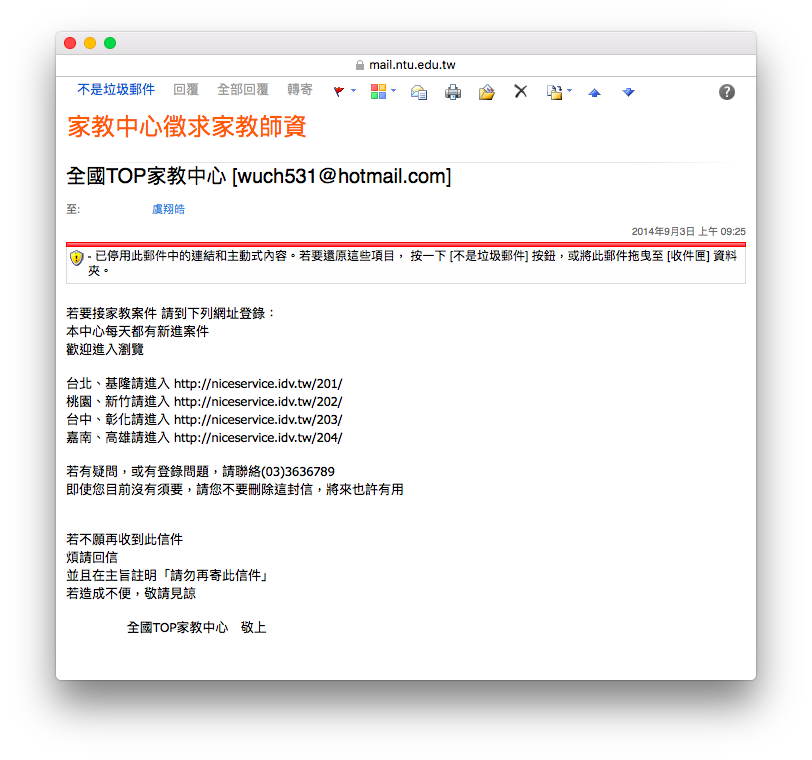 mail.ntu.edu.tw
不是垃圾郵件 回覆 全部回覆 轉寄
家教中心徵求家教師資
全國TOP家教中心 [wuch531@hotmail.com]
至: 盧翔皓
2014年9月3日 上午 09:25
- 已停用此郵件中的連結和主動式內容。若要還原這些項目， 按一下 [不是垃圾郵件] 按鈕，或將此郵件拖曳至 [收件匣] 資料
夾。
若要接家教案件 請到下列網址登錄：
本中心每天都有新進案件
歡迎進入瀏覽
台北、基隆請進入 http://niceservice.idv.tw/201/
桃園、新竹請進入 http://niceservice.idv.tw/202/
台中、彰化請進入 http://niceservice.idv.tw/203/
嘉南、高雄請進入 http://niceservice.idv.tw/204/
若有疑問，或有登錄問題，請聯絡(03)3636789
即使您目前沒有須要，請您不要刪除這封信，將來也許有用
若不願再收到此信件
煩請回信
並且在主旨註明「請勿再寄此信件」
若造成不便，敬請見諒
全國TOP家教中心 敬上